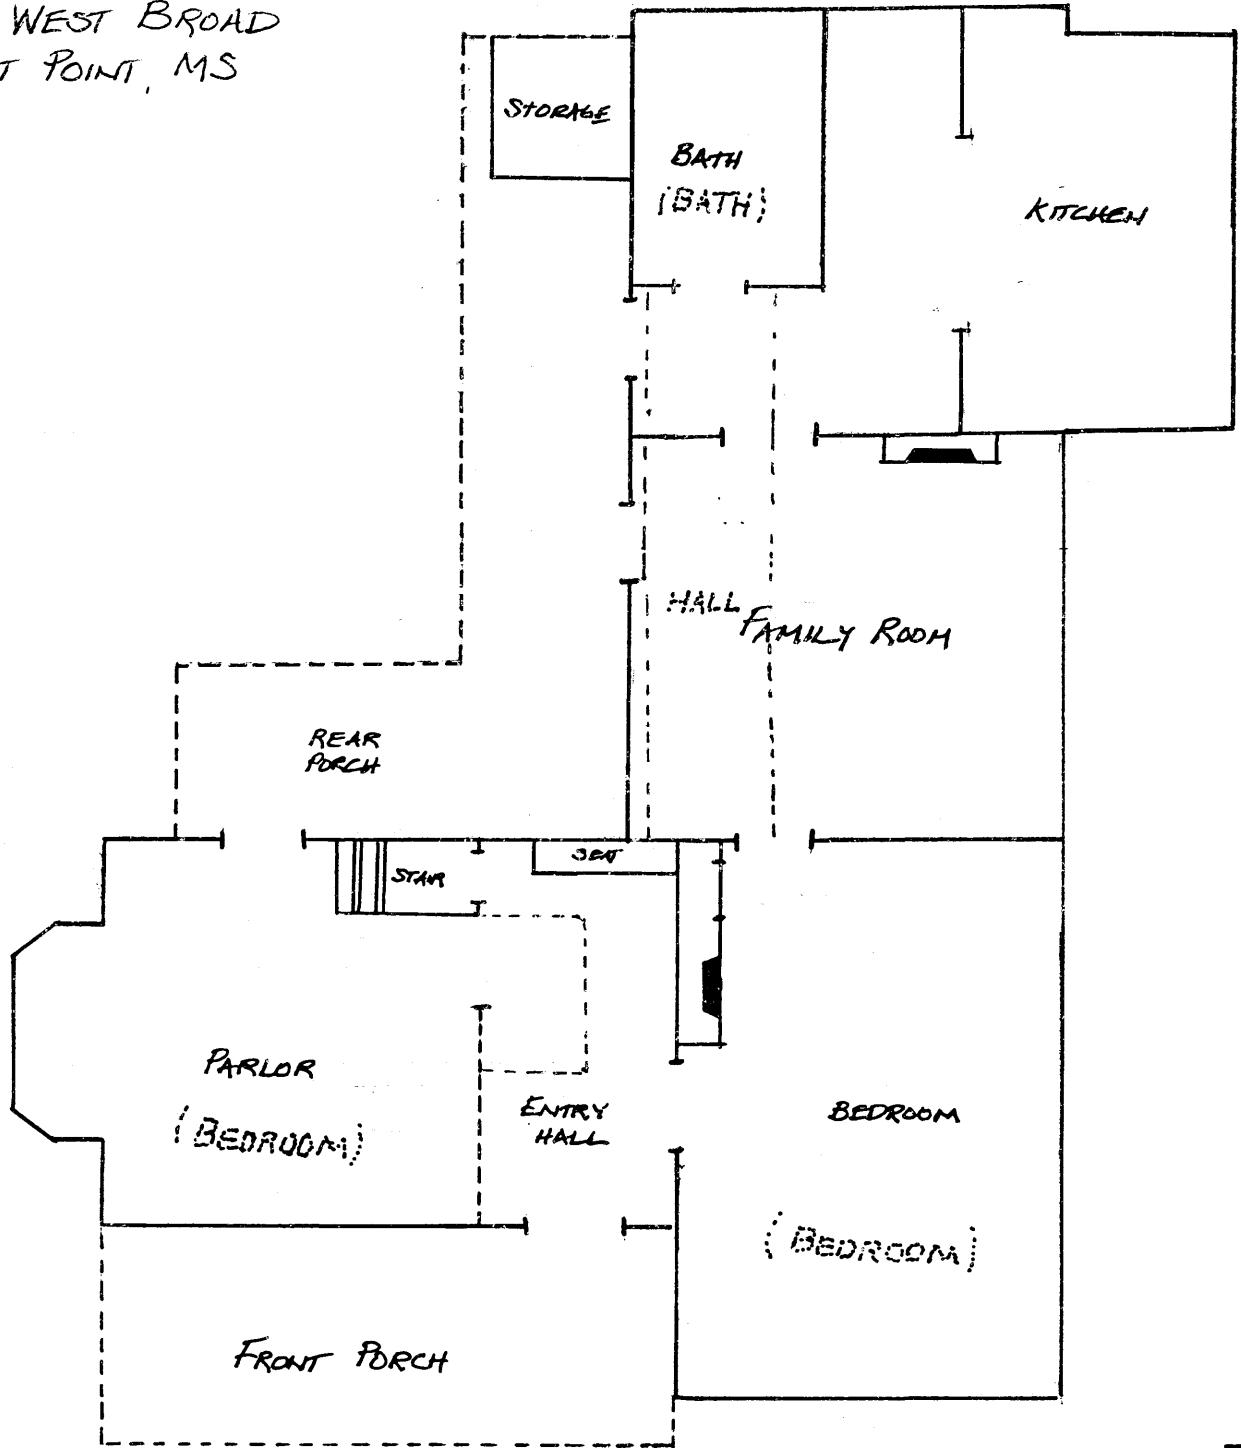 WEST BROAD
T POINT, MS
STORAGE
BATH
(BATH)
KITCHEN
HALL
FAMILY ROOM
REAR
PORCH
STAIR
SEAT
PARLOR
(BEDROOM)
ENTRY
HALL
BEDROOM
(BEDROOM)
FRONT PORCH